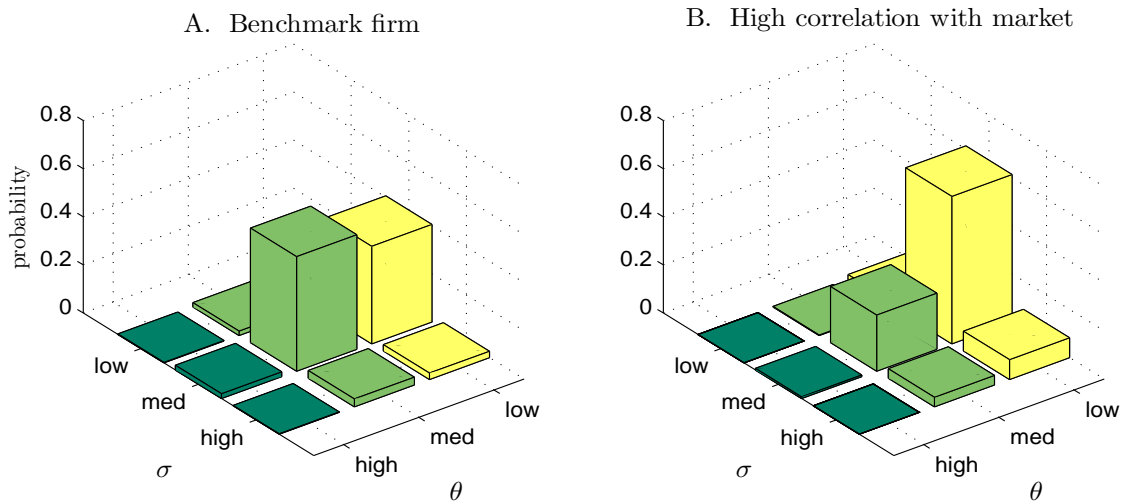 A. Benchmark firm
0.8
0.6
0.4
0.2
0
probability
low
med
high
σ
high
med
low
θ
B. High correlation with market
0.8
0.6
0.4
0.2
0
low
med
high
σ
high
med
low
θ